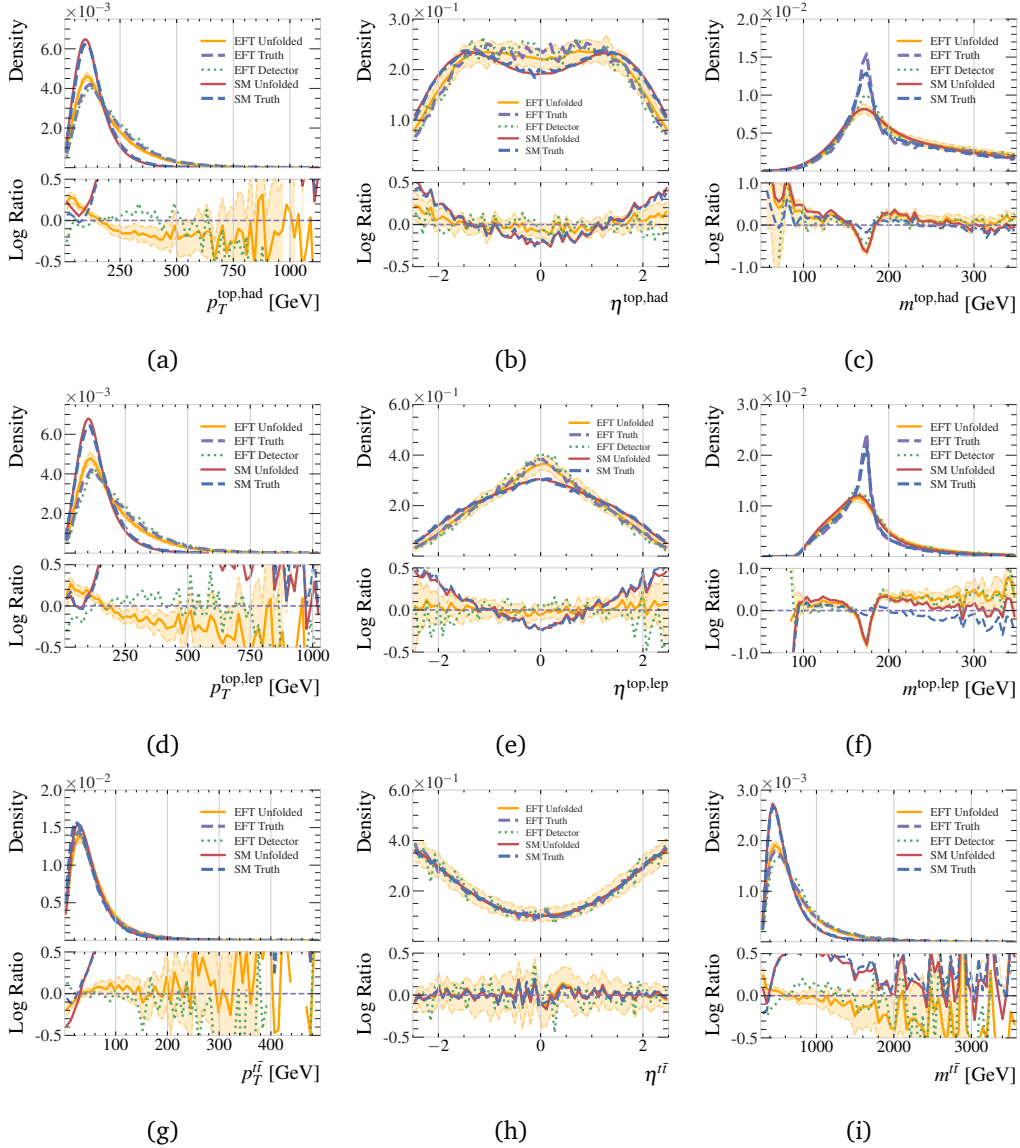 ×10⁻³
Density
6.0
4.0
2.0
EFT Unfolded
EFT Truth
EFT Detector
SM Unfolded
SM Truth
Log Ratio
0.5
0.0
-0.5
250 500 750 1000
p_T^{top,had} [GeV]
(a)
3.0 ×10⁻¹
Density
2.0
1.0
EFT Unfolded
EFT Truth
EFT Detector
SM Unfolded
SM Truth
Log Ratio
0.5
0.0
-0.5
−2 0 2
η^{top,had}
(b)
2.0 ×10⁻²
Density
1.5
1.0
0.5
0.0
EFT Unfolded
EFT Truth
EFT Detector
SM Unfolded
SM Truth
Log Ratio
1.0
0.0
-1.0
100 200 300
m^{top,had} [GeV]
(c)
×10⁻³
Density
6.0
4.0
2.0
EFT Unfolded
EFT Truth
EFT Detector
SM Unfolded
SM Truth
Log Ratio
0.5
0.0
-0.5
250 500 750 1000
p_T^{top,lep} [GeV]
(d)
6.0 ×10⁻¹
Density
4.0
2.0
EFT Unfolded
EFT Truth
EFT Detector
SM Unfolded
SM Truth
Log Ratio
0.5
0.0
-0.5
−2 0 2
η^{top,lep}
(e)
3.0 ×10⁻²
Density
2.0
1.0
0.0
EFT Unfolded
EFT Truth
EFT Detector
SM Unfolded
SM Truth
Log Ratio
1.0
0.0
-1.0
100 200 300
m^{top,lep} [GeV]
(f)
2.0 ×10⁻²
Density
1.5
1.0
0.5
EFT Unfolded
EFT Truth
EFT Detector
SM Unfolded
SM Truth
Log Ratio
0.5
0.0
-0.5
100 200 300 400
p_T^{tt̄} [GeV]
(g)
6.0 ×10⁻¹
Density
4.0
2.0
EFT Unfolded
EFT Truth
EFT Detector
SM Unfolded
SM Truth
Log Ratio
0.5
0.0
-0.5
−2 0 2
η^{tt̄}
(h)
3.0 ×10⁻³
Density
2.0
1.0
EFT Unfolded
EFT Truth
EFT Detector
SM Unfolded
SM Truth
Log Ratio
0.5
0.0
-0.5
1000 2000 3000
m^{tt̄} [GeV]
(i)